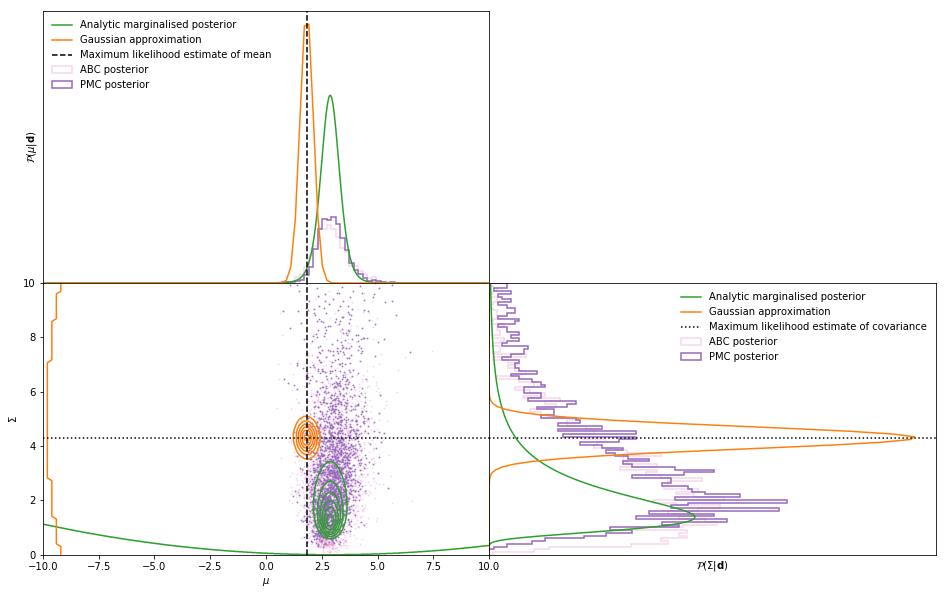 Analytic marginalised posterior
Gaussian approximation
Maximum likelihood estimate of mean
ABC posterior
PMC posterior
𝒫(μ|𝐝)
10
8
6
4
2
0
Σ
−10.0
−7.5
−5.0
−2.5
0.0
2.5
5.0
7.5
10.0
μ
Analytic marginalised posterior
Gaussian approximation
Maximum likelihood estimate of covariance
ABC posterior
PMC posterior
𝒫(Σ|𝐝)